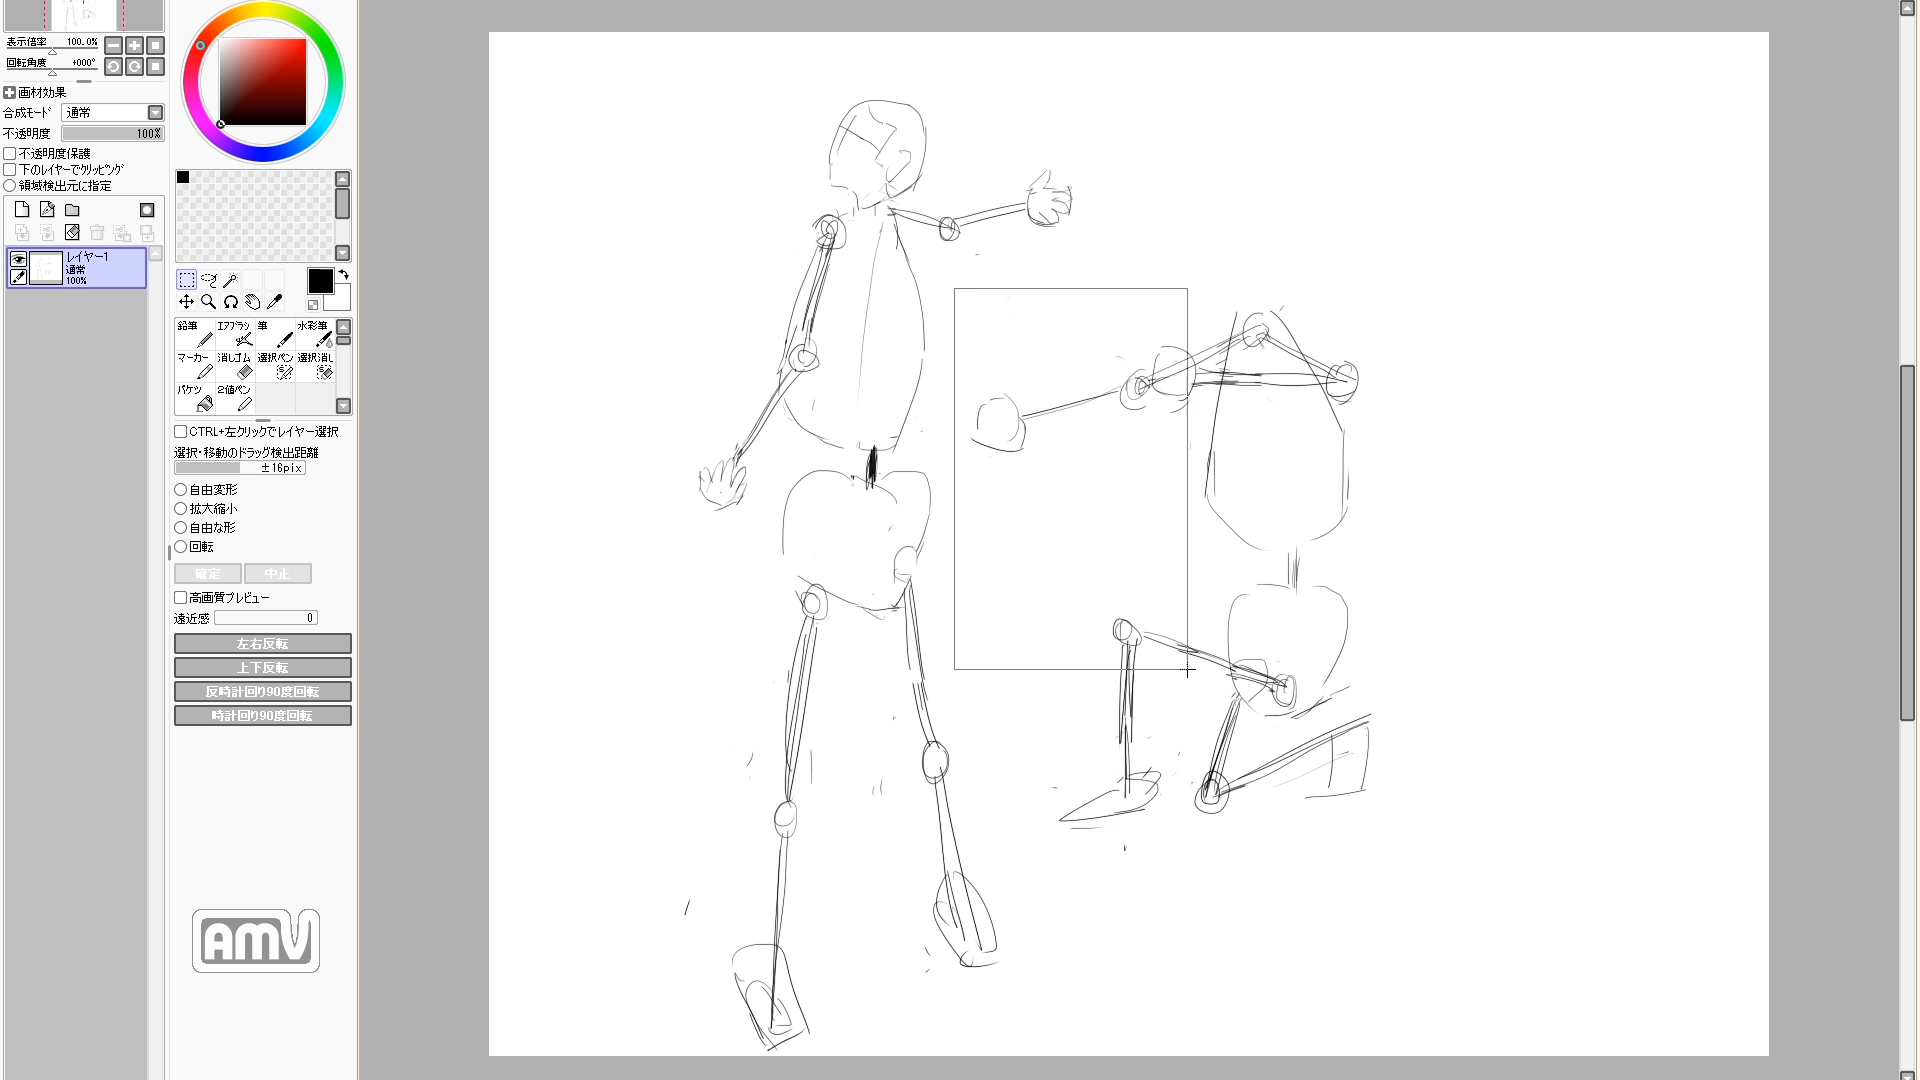 表示倍率 100.0%
回転角度 +000°
画材効果
合成モード 通常
不透明度 100%
不透明度保護
下のレイヤーでクリッピング
領域検出元に指定
レイヤー1
通常
100%
鉛筆 エアブラシ 筆 水彩筆
マーカー 消しゴム 選択ペン 選択消し
バケツ 2値ペン
CTRL+左クリックでレイヤー選択
選択・移動のドラッグ検出距離
±16pix
自由変形
拡大縮小
自由な形
回転
確定 中止
高画質プレビュー
遠近感 0
左右反転
上下反転
反時計回り90度回転
時計回り90度回転
AMV